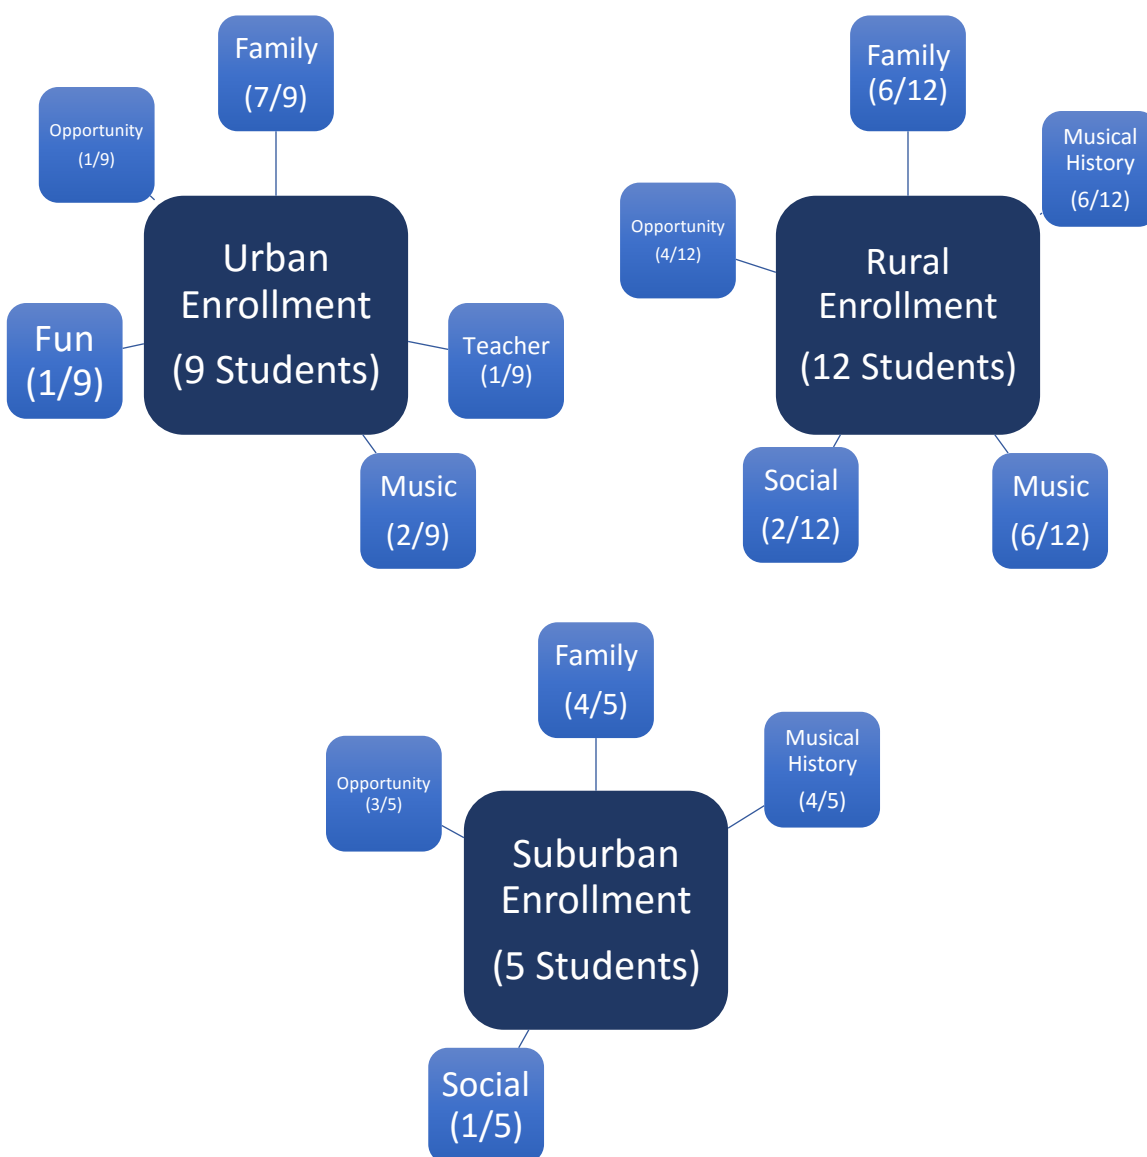 Family
(7/9)
Opportunity
(1/9)
Urban
Enrollment
(9 Students)
Fun
(1/9)
Teacher
(1/9)
Music
(2/9)
Family
(6/12)
Musical
History
(6/12)
Opportunity
(4/12)
Rural
Enrollment
(12 Students)
Social
(2/12)
Music
(6/12)
Family
(4/5)
Musical
History
(4/5)
Opportunity
(3/5)
Suburban
Enrollment
(5 Students)
Social
(1/5)